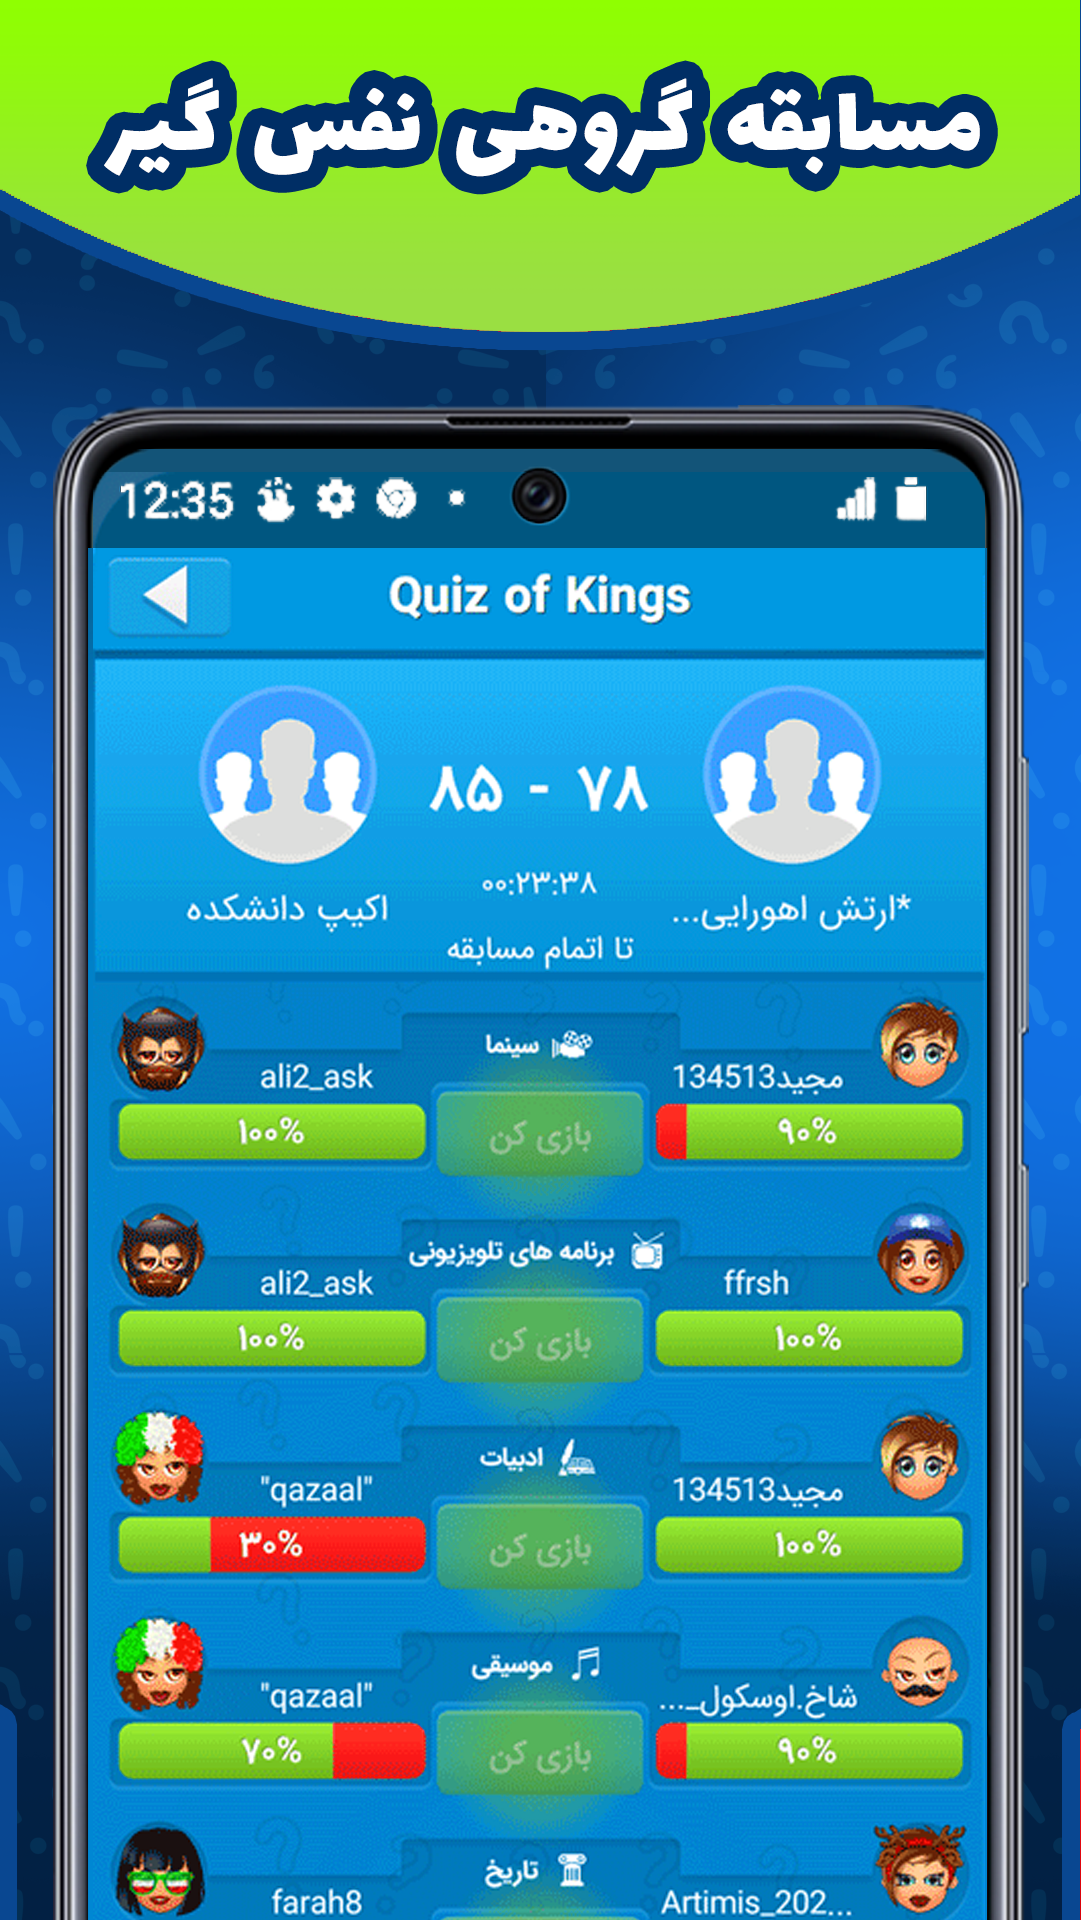 مسابقه گروهی نفس گیر
12:35
Quiz of Kings
۸۵ - ۷۸
۰۰:۲۳:۳۸
اکیپ دانشکده
*ارتش اهورایی...
تا اتمام مسابقه
سینما
ali2_ask
مجید134513
۱۰۰%
بازی کن
۹۰%
برنامه های تلویزیونی
ali2_ask
ffrsh
۱۰۰%
بازی کن
۱۰۰%
ادبیات
"qazaal"
مجید134513
۳۰%
بازی کن
۱۰۰%
موسیقی
"qazaal"
شاخ.اوسکول_...
۷۰%
بازی کن
۹۰%
تاریخ
farah8
Artimis_202...